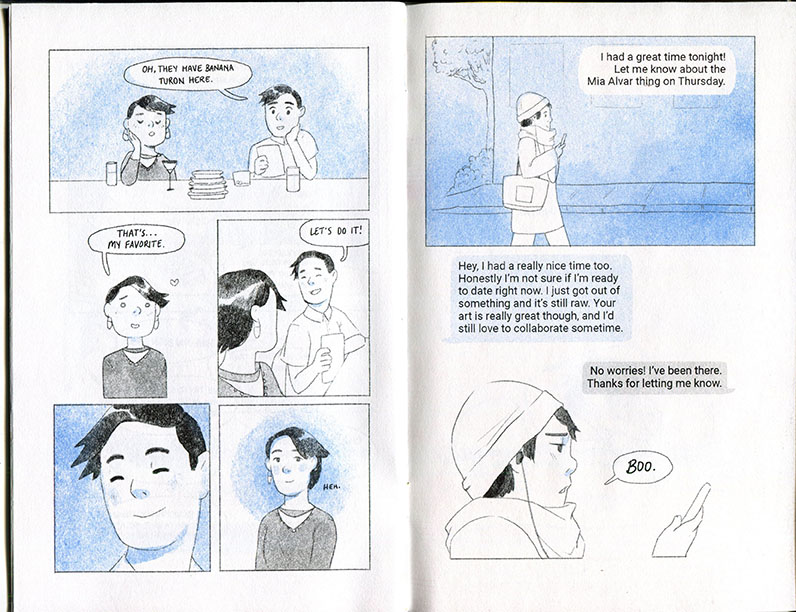 OH, THEY HAVE BANANA
TURON HERE.
THAT'S...
MY FAVORITE.
LET'S DO IT!
HEH.
I had a great time tonight!
Let me know about the
Mia Alvar thing on Thursday.
Hey, I had a really nice time too.
Honestly I'm not sure if I'm ready
to date right now. I just got out of
something and it's still raw. Your
art is really great though, and I'd
still love to collaborate sometime.
No worries! I've been there.
Thanks for letting me know.
BOO.